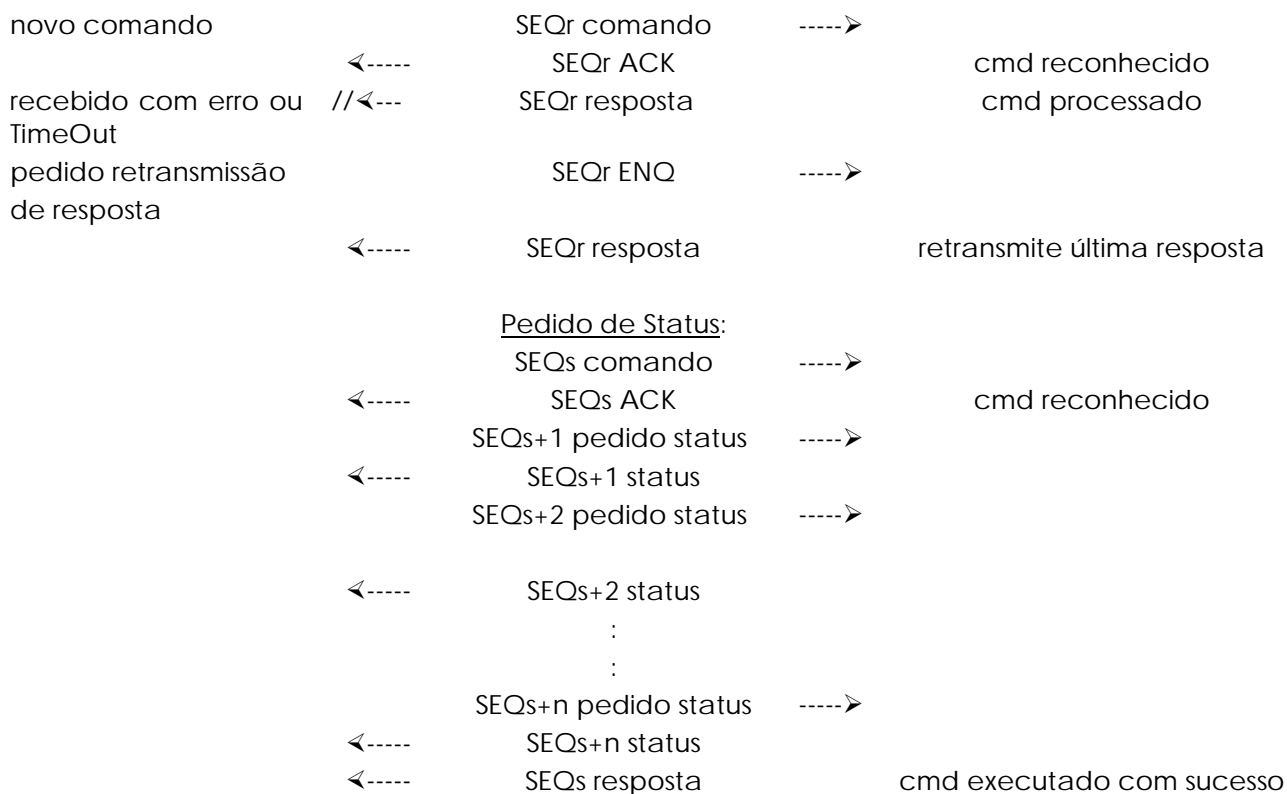 novo comando SEQr comando ----->
<----- SEQr ACK cmd reconhecido
recebido com erro ou //<--- SEQr resposta cmd processado
TimeOut
pedido retransmissão SEQr ENQ ----->
de resposta
<----- SEQr resposta retransmite última resposta
Pedido de Status:
SEQs comando ----->
<----- SEQs ACK cmd reconhecido
SEQs+1 pedido status ----->
<----- SEQs+1 status
SEQs+2 pedido status ----->
<----- SEQs+2 status
:
:
SEQs+n pedido status ----->
<----- SEQs+n status
<----- SEQs resposta cmd executado com sucesso